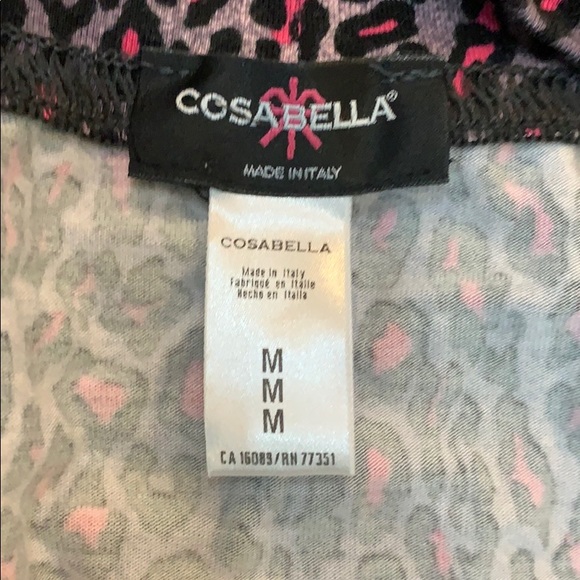 COSABELLA®
MADE IN ITALY
COSABELLA
Made in Italy
Fabriqué en Italie
Hecho en Italia
M
M
M
CA 16089/RN 77351